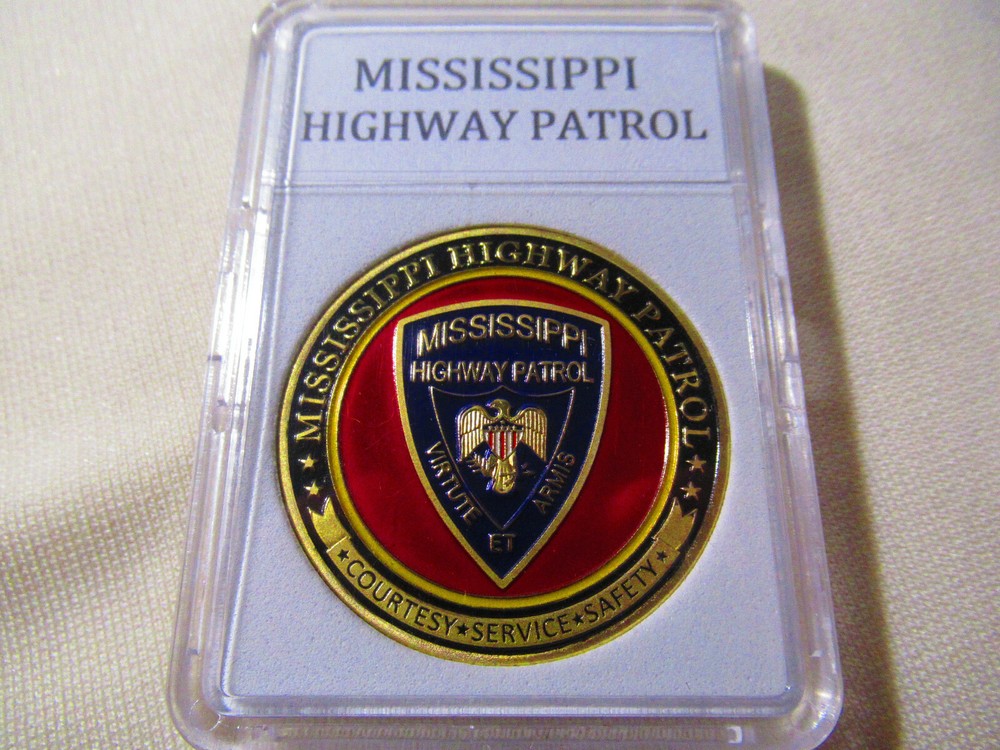 MISSISSIPPI
HIGHWAY PATROL
MISSISSIPPI HIGHWAY PATROL
MISSISSIPPI
HIGHWAY PATROL
VIRTUTE
ET
ARMIS
COURTESY★SERVICE★SAFETY